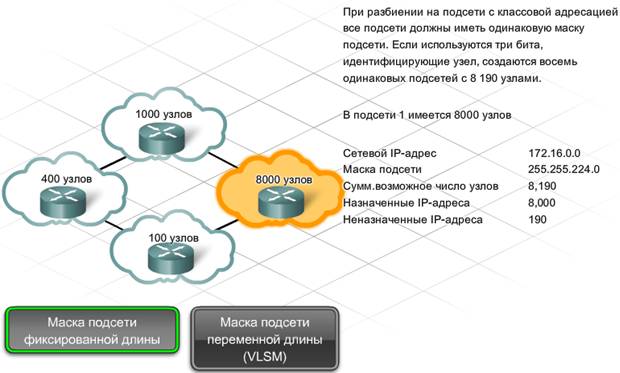 При разбиении на подсети с классовой адресацией
все подсети должны иметь одинаковую маску
подсети. Если используются три бита,
идентифицирующие узел, создаются восемь
одинаковых подсетей с 8 190 узлами.
В подсети 1 имеется 8000 узлов
1000 узлов
400 узлов
8000 узлов
100 узлов
Сетевой IP-адрес 172.16.0.0
Маска подсети 255.255.224.0
Сумм.возможное число узлов 8,190
Назначенные IP-адреса 8,000
Неназначенные IP-адреса 190
Маска подсети
фиксированной длины
Маска подсети
переменной длины
(VLSM)